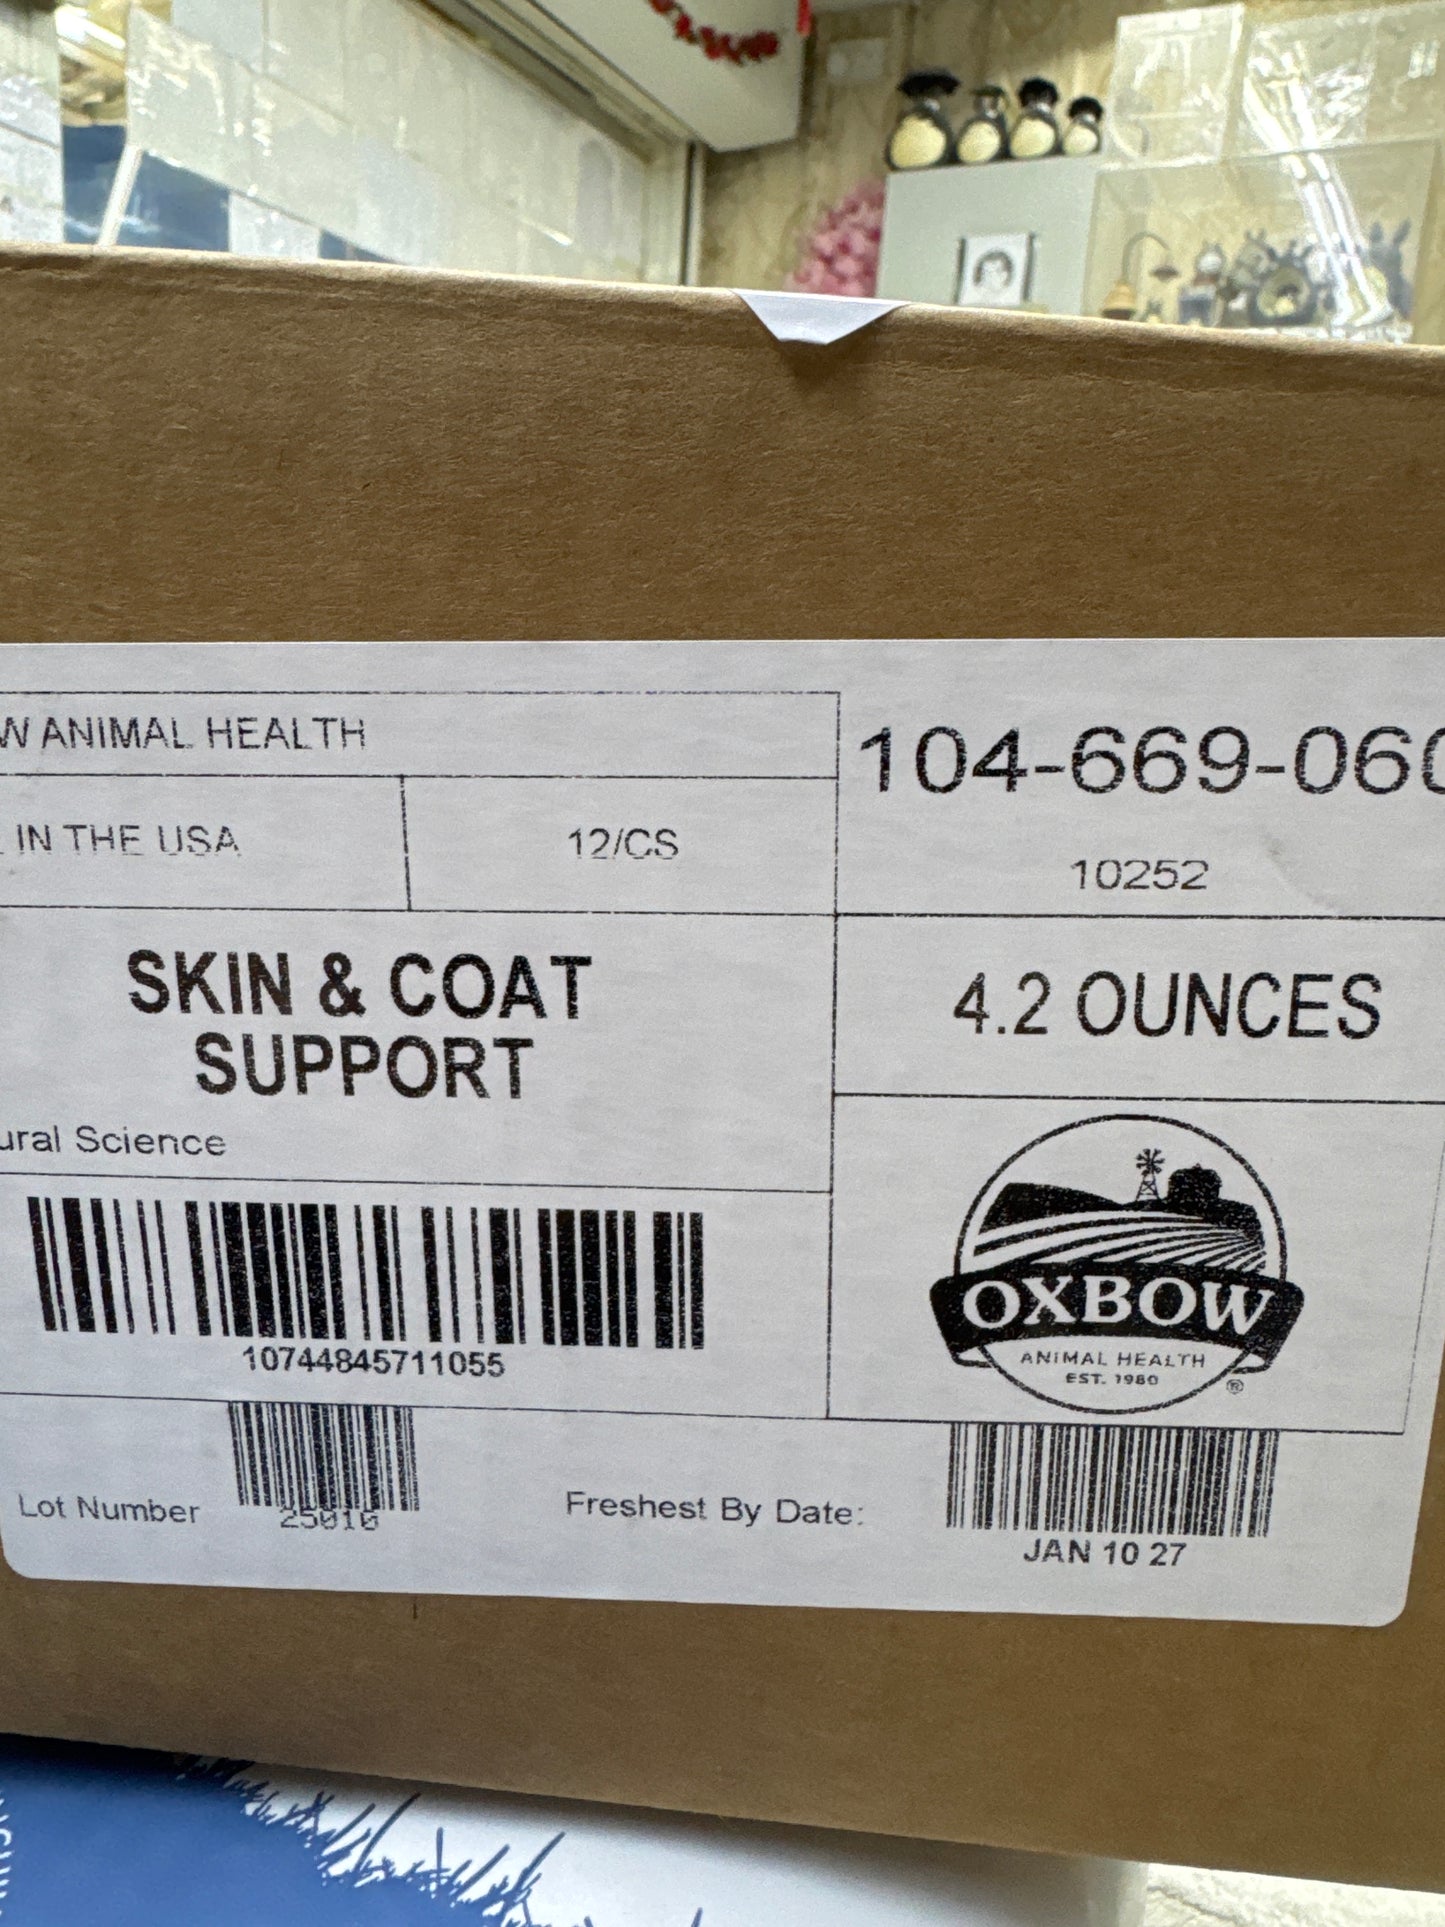 W ANIMAL HEALTH
104-669-060
IN THE USA
12/CS
10252
SKIN & COAT
SUPPORT
4.2 OUNCES
ural Science
10744845711055
OXBOW
ANIMAL HEALTH
EST. 1980
®
Lot Number
25010
Freshest By Date:
JAN 10 27